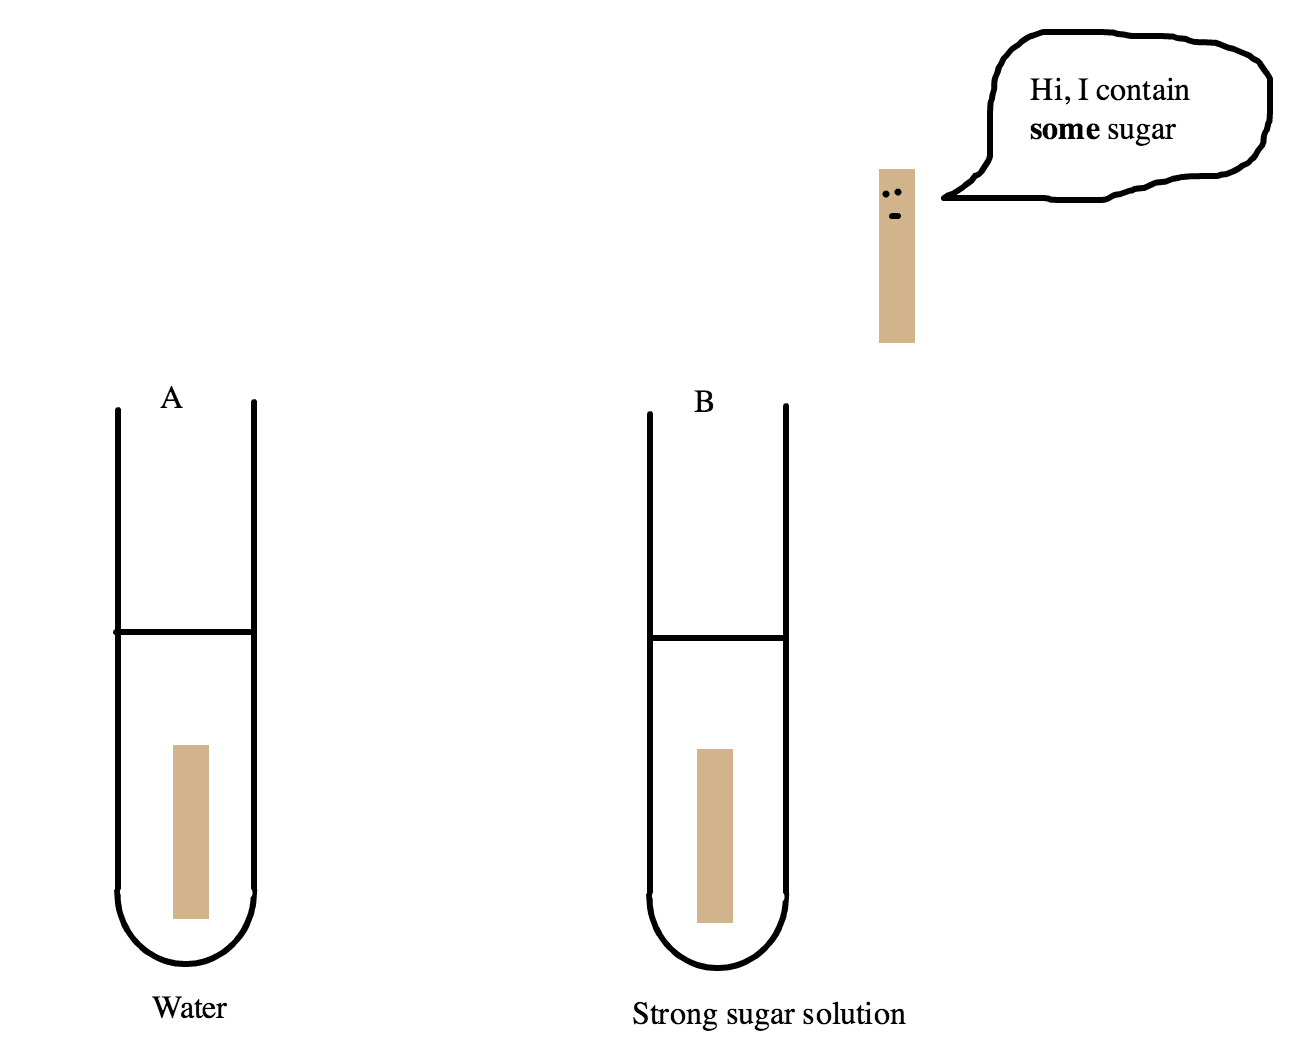 Hi, I contain
some sugar
A
B
Water
Strong sugar solution